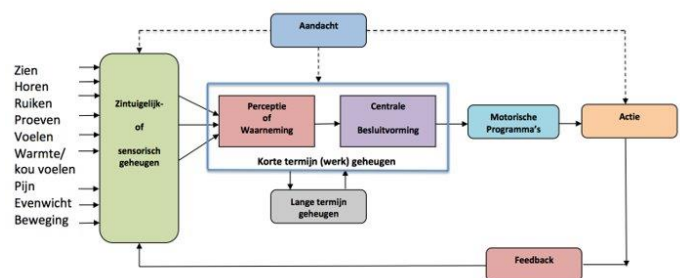 Aandacht
Zien
Horen
Ruiken
Proeven
Voelen
Warmte/
kou voelen
Pijn
Evenwicht
Beweging
Zintuigelijk-
of
sensorisch
geheugen
Perceptie
of
Waarneming
Centrale
Besluitvorming
Korte termijn (werk) geheugen
Lange termijn
geheugen
Motorische
Programma's
Actie
Feedback